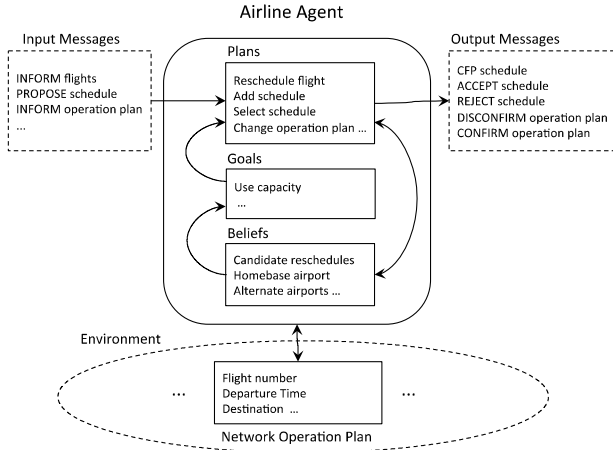 Airline Agent
Input Messages
INFORM flights
PROPOSE schedule
INFORM operation plan
...
Plans
Reschedule flight
Add schedule
Select schedule
Change operation plan ...
Goals
Use capacity
...
Beliefs
Candidate reschedules
Homebase airport
Alternate airports ...
Output Messages
CFP schedule
ACCEPT schedule
REJECT schedule
DISCONFIRM operation plan
CONFIRM operation plan
Environment
...
Flight number
Departure Time
Destination ...
...
Network Operation Plan